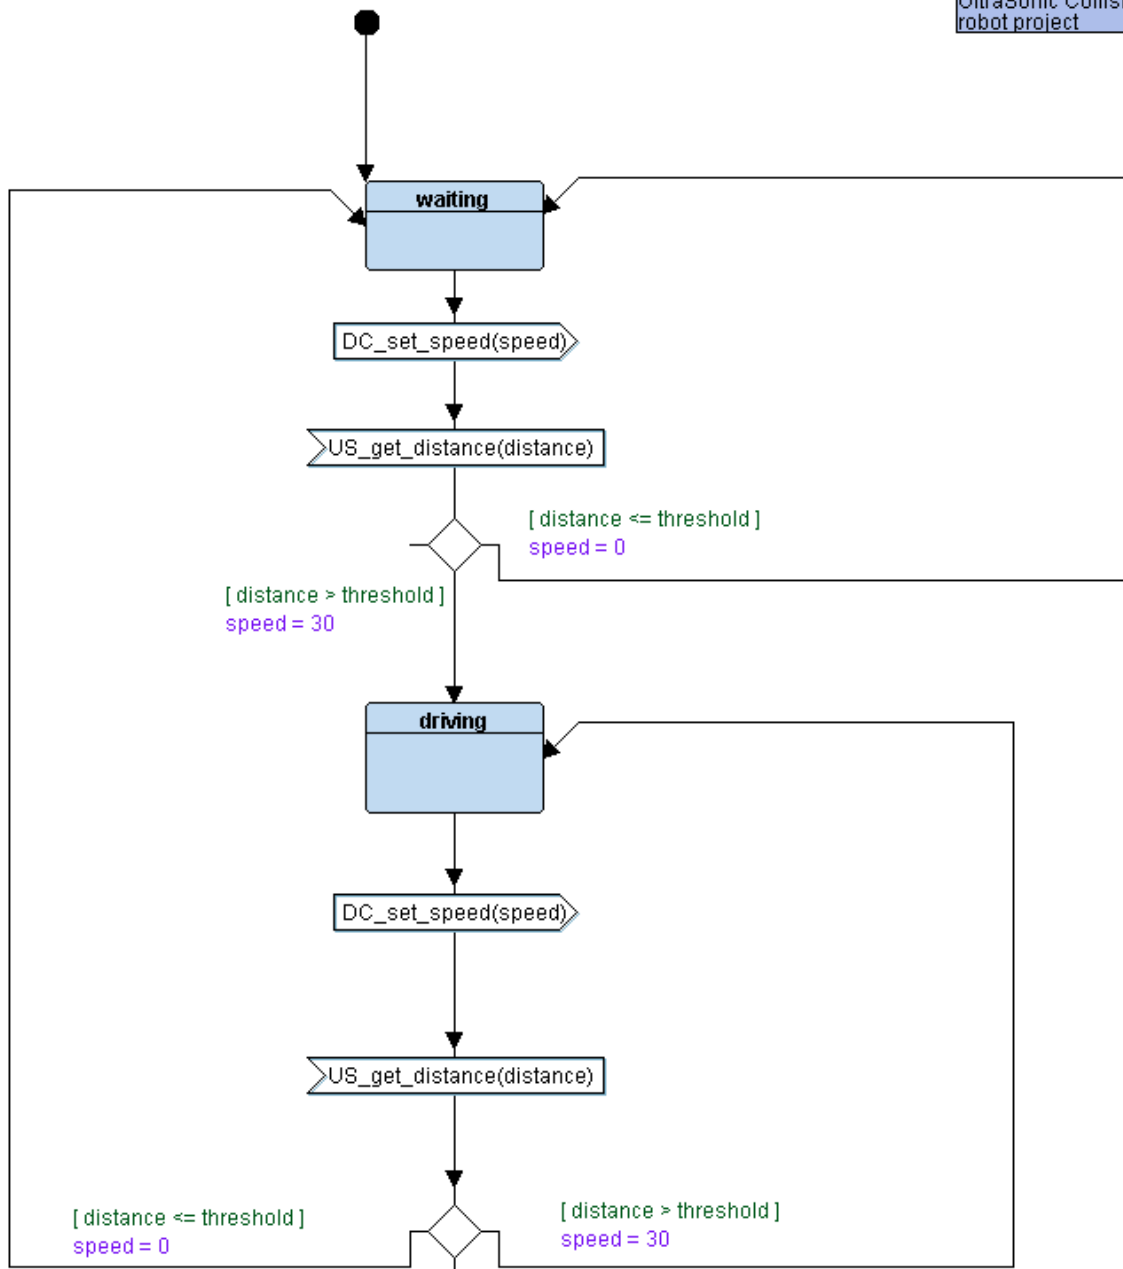 robot project
waiting
DC_set_speed(speed)
US_get_distance(distance)
[ distance <= threshold ]
speed = 0
[ distance > threshold ]
speed = 30
driving
DC_set_speed(speed)
US_get_distance(distance)
[ distance <= threshold ]
speed = 0
[ distance > threshold ]
speed = 30